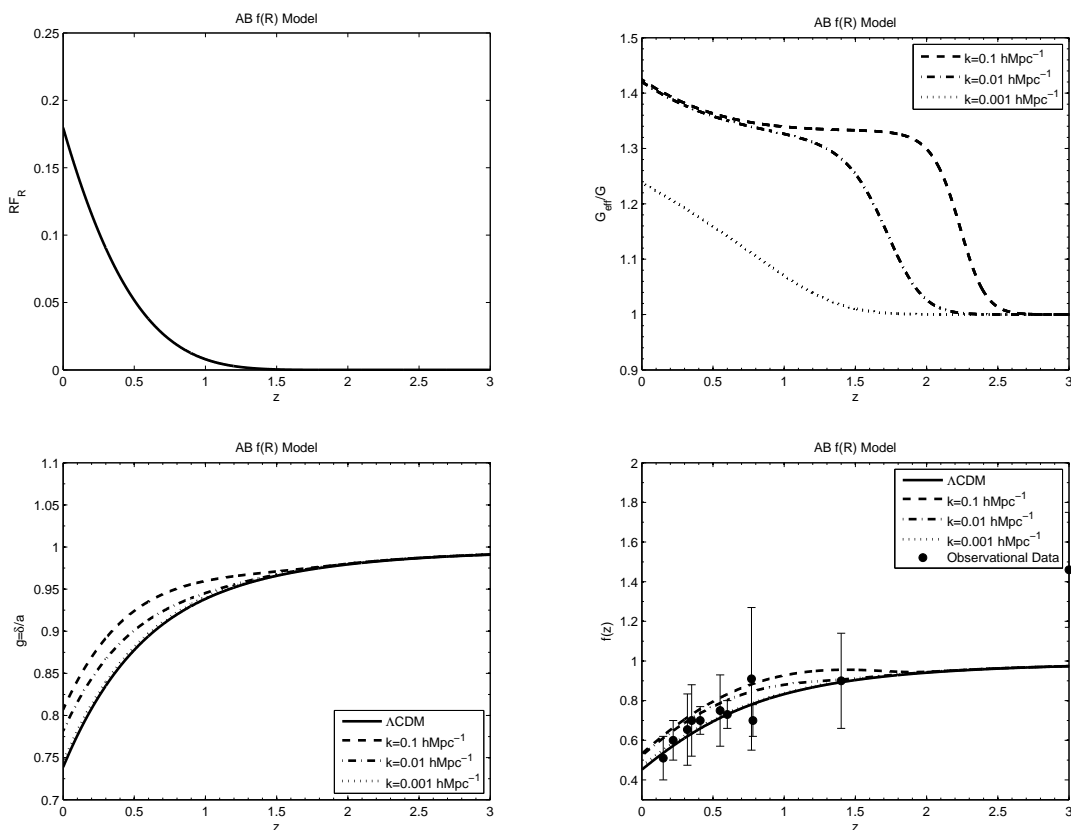 AB f(R) Model
0.25
0.2
0.15
0.1
0.05
0
RF_R
0 0.5 1 1.5 2 2.5 3
z
AB f(R) Model
1.5
1.4
1.3
1.2
1.1
1
0.9
G_eff/G
0 0.5 1 1.5 2 2.5 3
z
k=0.1 hMpc⁻¹
k=0.01 hMpc⁻¹
k=0.001 hMpc⁻¹
AB f(R) Model
1.1
1.05
1
0.95
0.9
0.85
0.8
0.75
0.7
g=δ/a
0 0.5 1 1.5 2 2.5 3
z
ΛCDM
k=0.1 hMpc⁻¹
k=0.01 hMpc⁻¹
k=0.001 hMpc⁻¹
AB f(R) Model
2
1.8
1.6
1.4
1.2
1
0.8
0.6
0.4
f(z)
0 0.5 1 1.5 2 2.5 3
z
ΛCDM
k=0.1 hMpc⁻¹
k=0.01 hMpc⁻¹
k=0.001 hMpc⁻¹
Observational Data